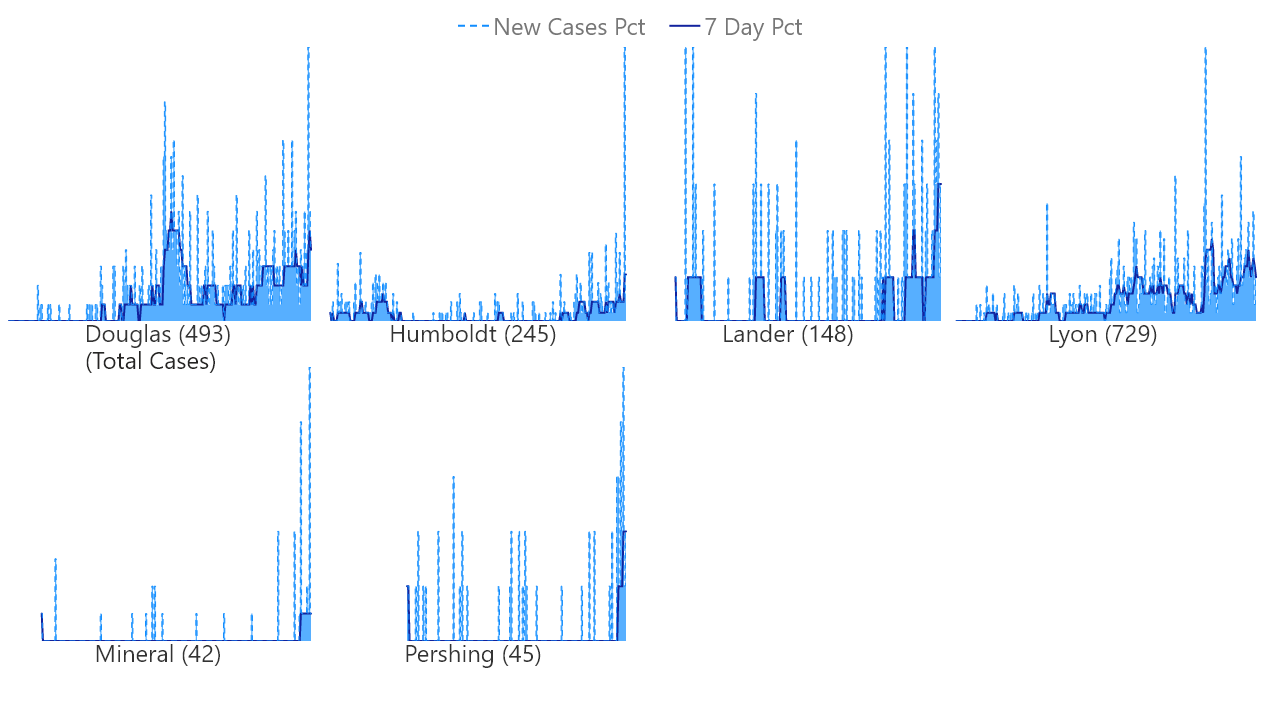 New Cases Pct 7 Day Pct
Douglas (493)
(Total Cases)
Humboldt (245)
Lander (148)
Lyon (729)
Mineral (42)
Pershing (45)